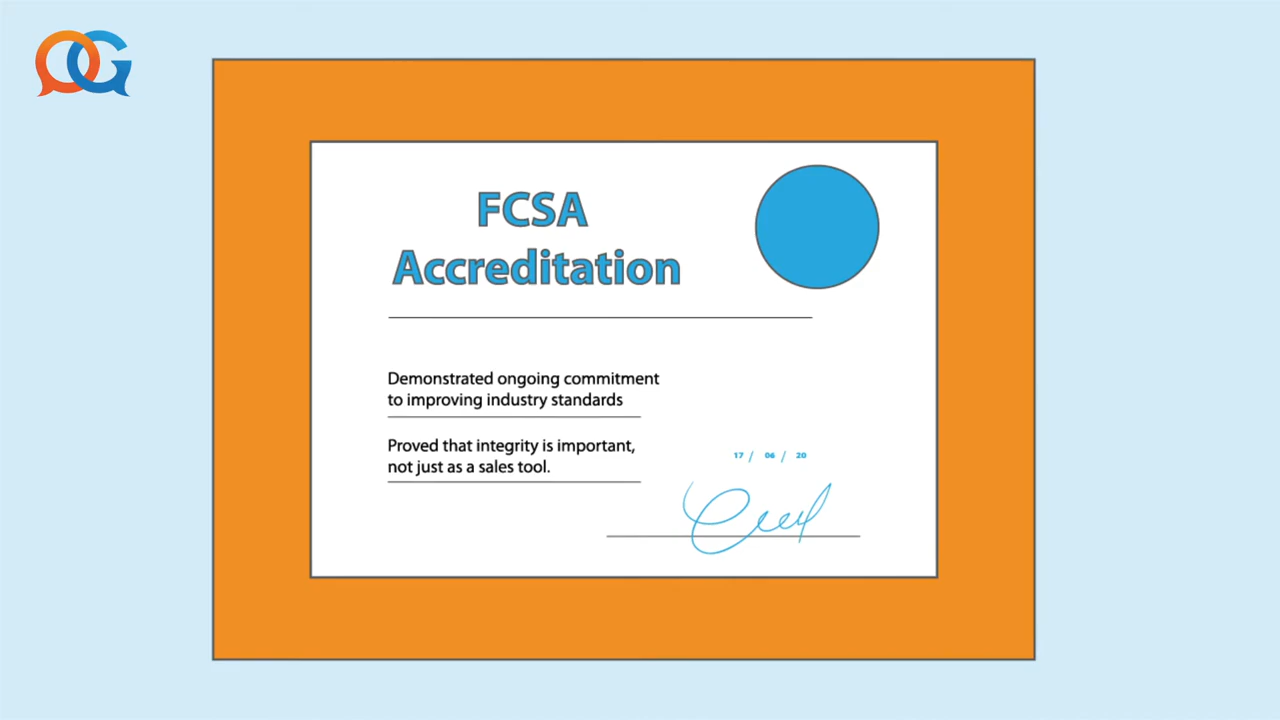 FCSA
Accreditation
Demonstrated ongoing commitment
to improving industry standards
Proved that integrity is important,
not just as a sales tool.
17 / 06 / 20